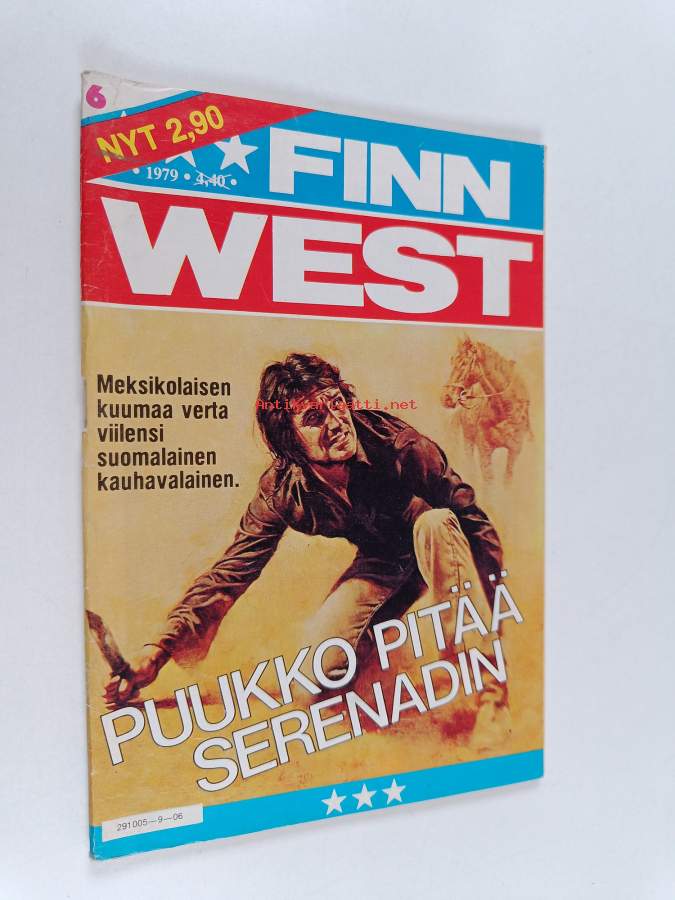 6
NYT 2,90
• 1979 • 4,40 •
FINN
WEST
Meksikolaisen
kuumaa verta
viilensi
suomalainen
kauhavalainen.
Antikvariaatti.net
PUUKKO PITÄÄ
SERENADIN
291005—9—06